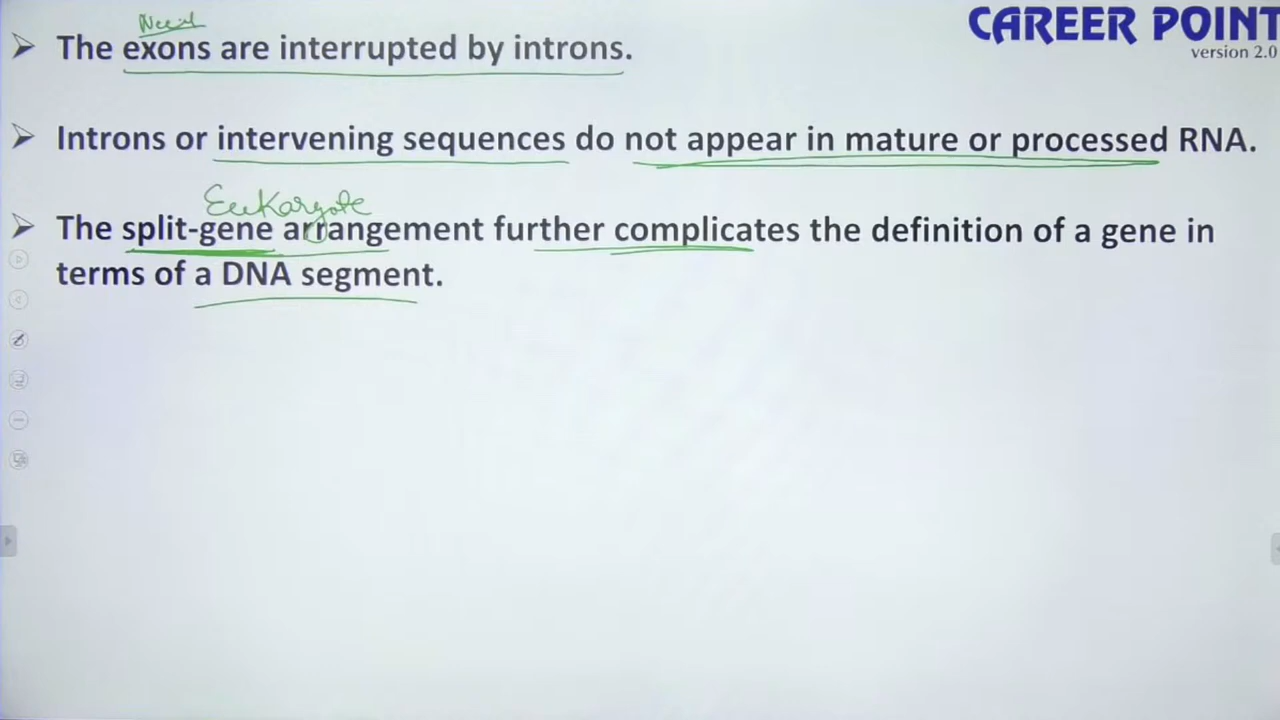 CAREER POINT
version 2.0
Need
➢ The exons are interrupted by introns.
➢ Introns or intervening sequences do not appear in mature or processed RNA.
Eukaryote
➢ The split-gene arrangement further complicates the definition of a gene in
terms of a DNA segment.